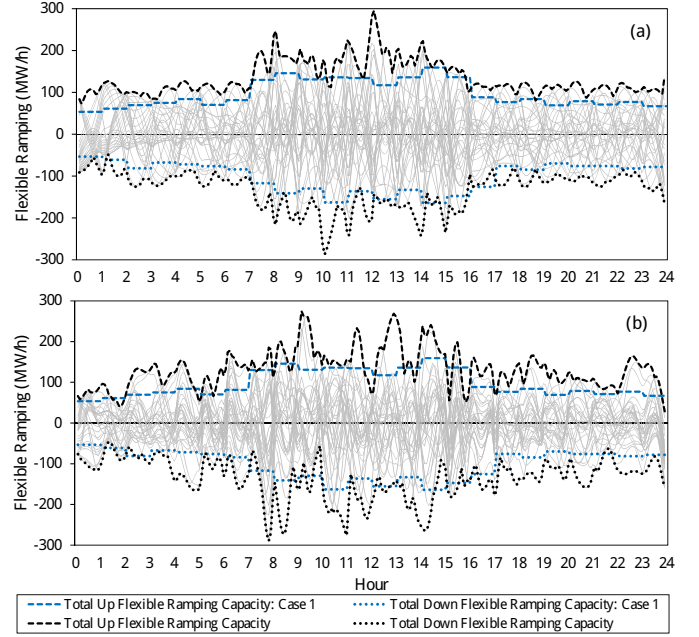 300
(a)
200
100
0
-100
-200
-300
Flexible Ramping (MW/h)
0 1 2 3 4 5 6 7 8 9 10 11 12 13 14 15 16 17 18 19 20 21 22 23 24
300
(b)
200
100
0
-100
-200
-300
Flexible Ramping (MW/h)
0 1 2 3 4 5 6 7 8 9 10 11 12 13 14 15 16 17 18 19 20 21 22 23 24
Hour
Total Up Flexible Ramping Capacity: Case 1 Total Down Flexible Ramping Capacity: Case 1
Total Up Flexible Ramping Capacity Total Down Flexible Ramping Capacity